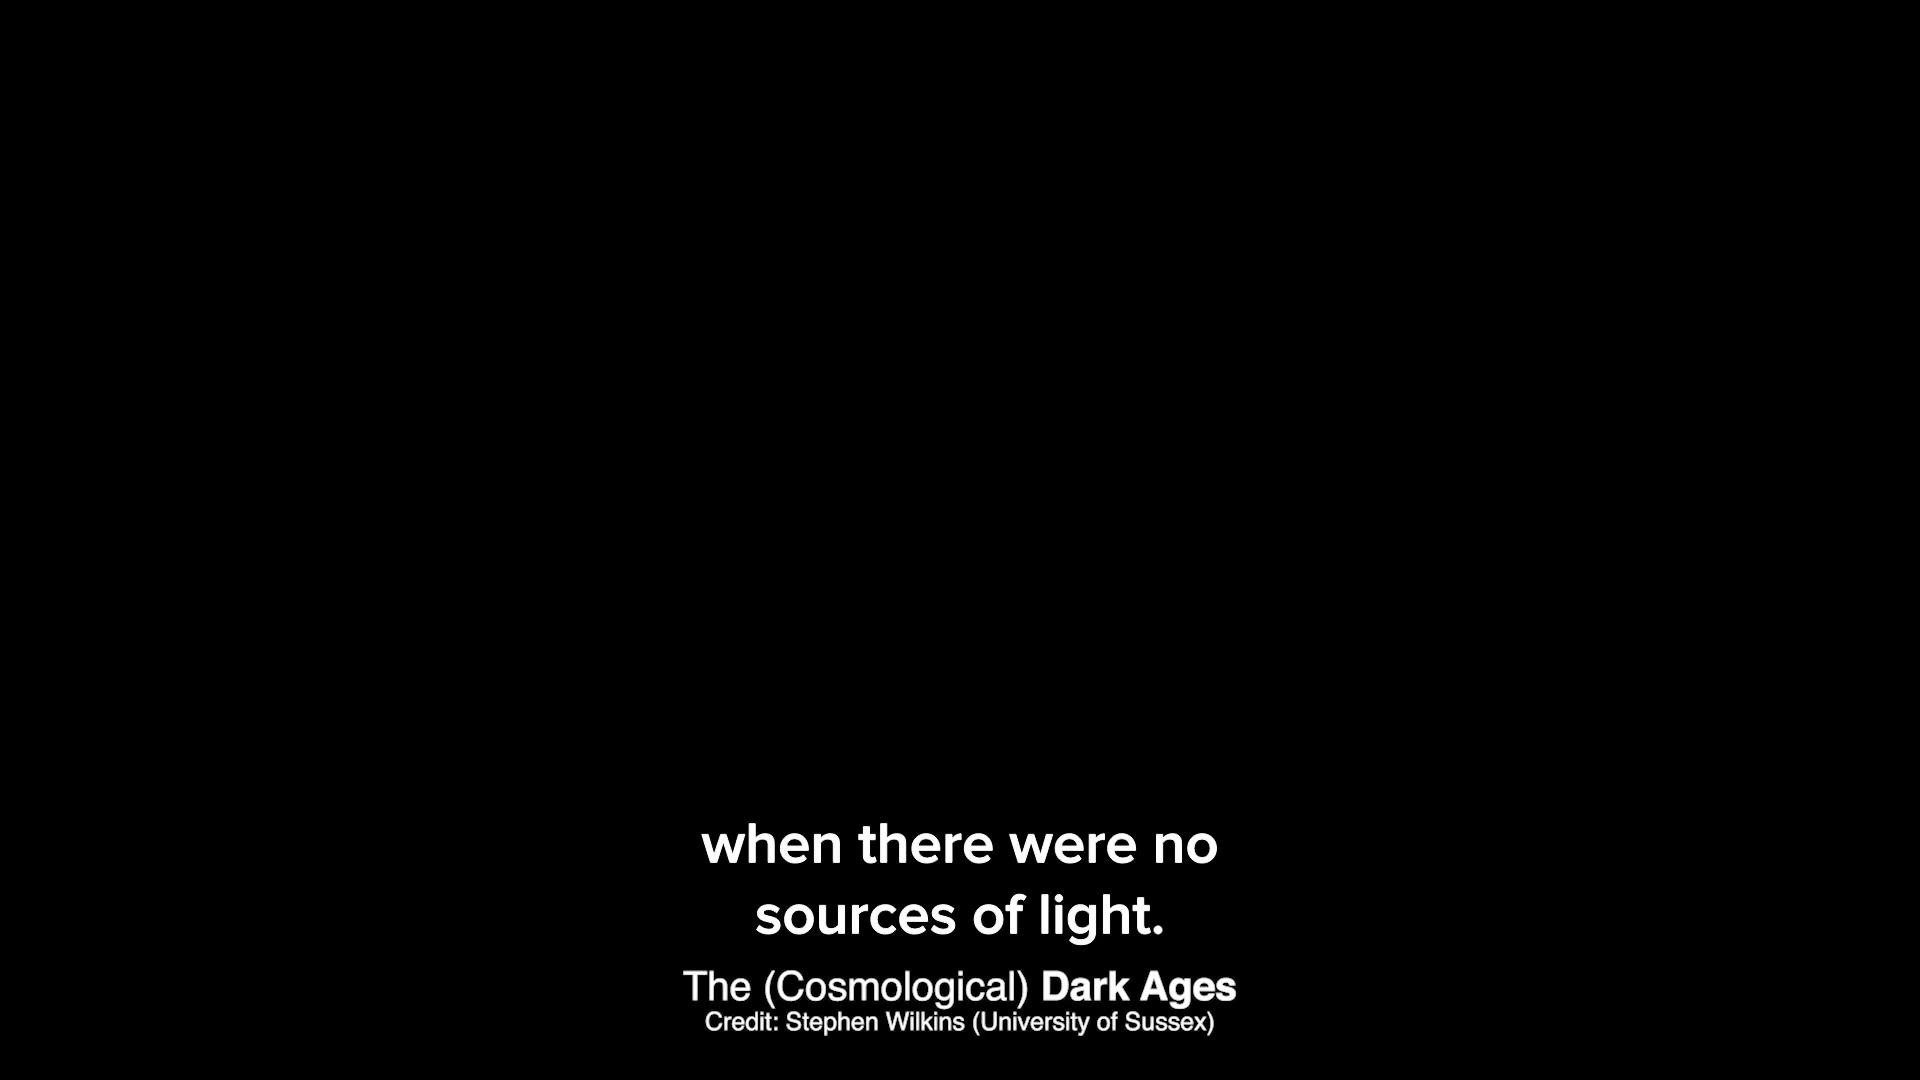 when there were no
sources of light.
The (Cosmological) Dark Ages
Credit: Stephen Wilkins (University of Sussex)